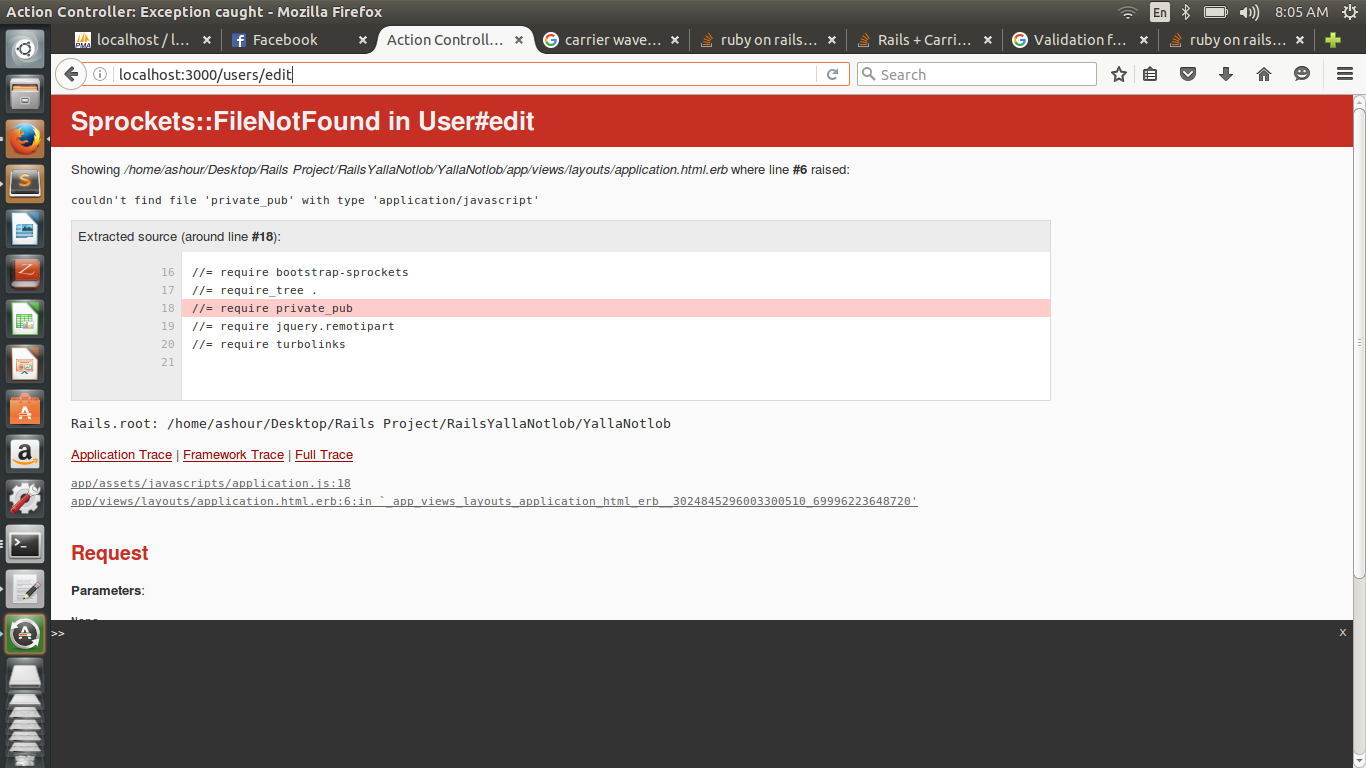 Action Controller: Exception caught - Mozilla Firefox
En
8:05 AM
localhost / l... ×
Facebook ×
Action Controll... ×
carrier wave... ×
ruby on rails... ×
Rails + Carri... ×
Validation f... ×
ruby on rails... ×
localhost:3000/users/edit
Search
Sprockets::FileNotFound in User#edit
Showing /home/ashour/Desktop/Rails Project/RailsYallaNotlob/YallaNotlob/app/views/layouts/application.html.erb where line #6 raised:
couldn't find file 'private_pub' with type 'application/javascript'
Extracted source (around line #18):
16 //= require bootstrap-sprockets
17 //= require_tree .
18 //= require private_pub
19 //= require jquery.remotipart
20 //= require turbolinks
21
Rails.root: /home/ashour/Desktop/Rails Project/RailsYallaNotlob/YallaNotlob
Application Trace | Framework Trace | Full Trace
app/assets/javascripts/application.js:18
app/views/layouts/application.html.erb:6:in `_app_views_layouts_application_html_erb__3024845296003300510_69996223648720'
Request
Parameters:
None
>>
x